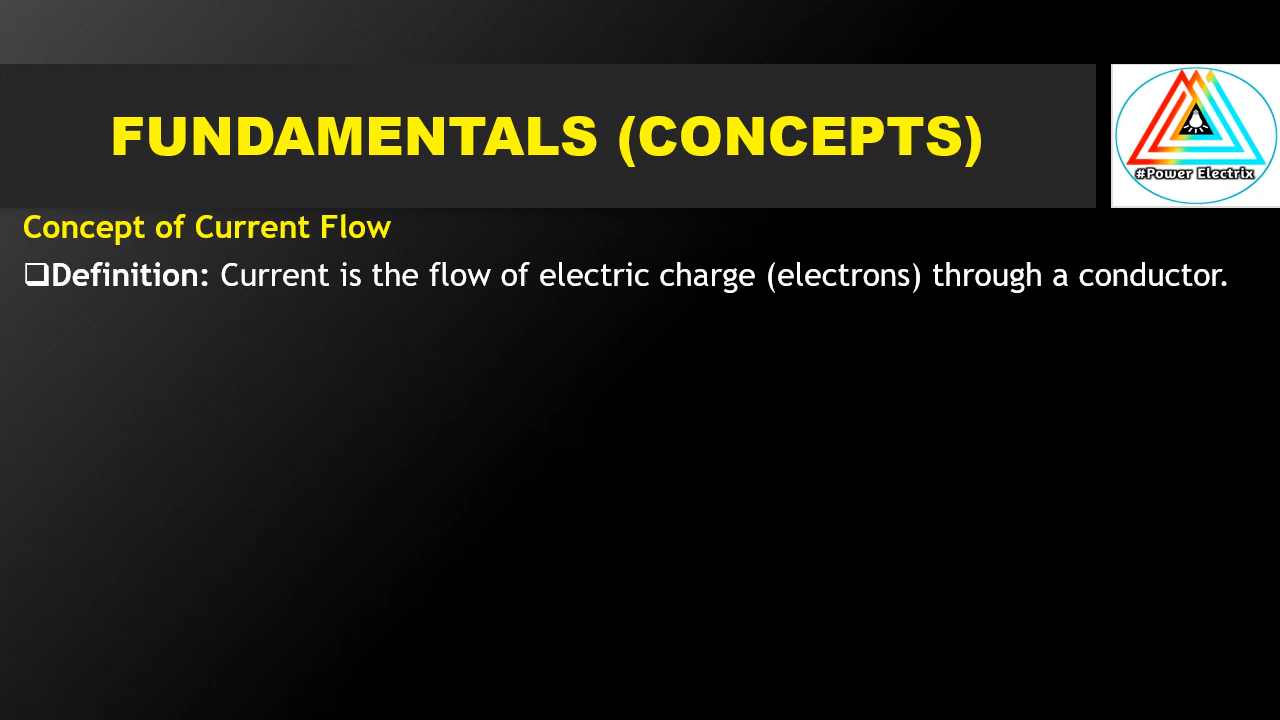 FUNDAMENTALS (CONCEPTS)
#Power Electrix
Concept of Current Flow
❑Definition: Current is the flow of electric charge (electrons) through a conductor.